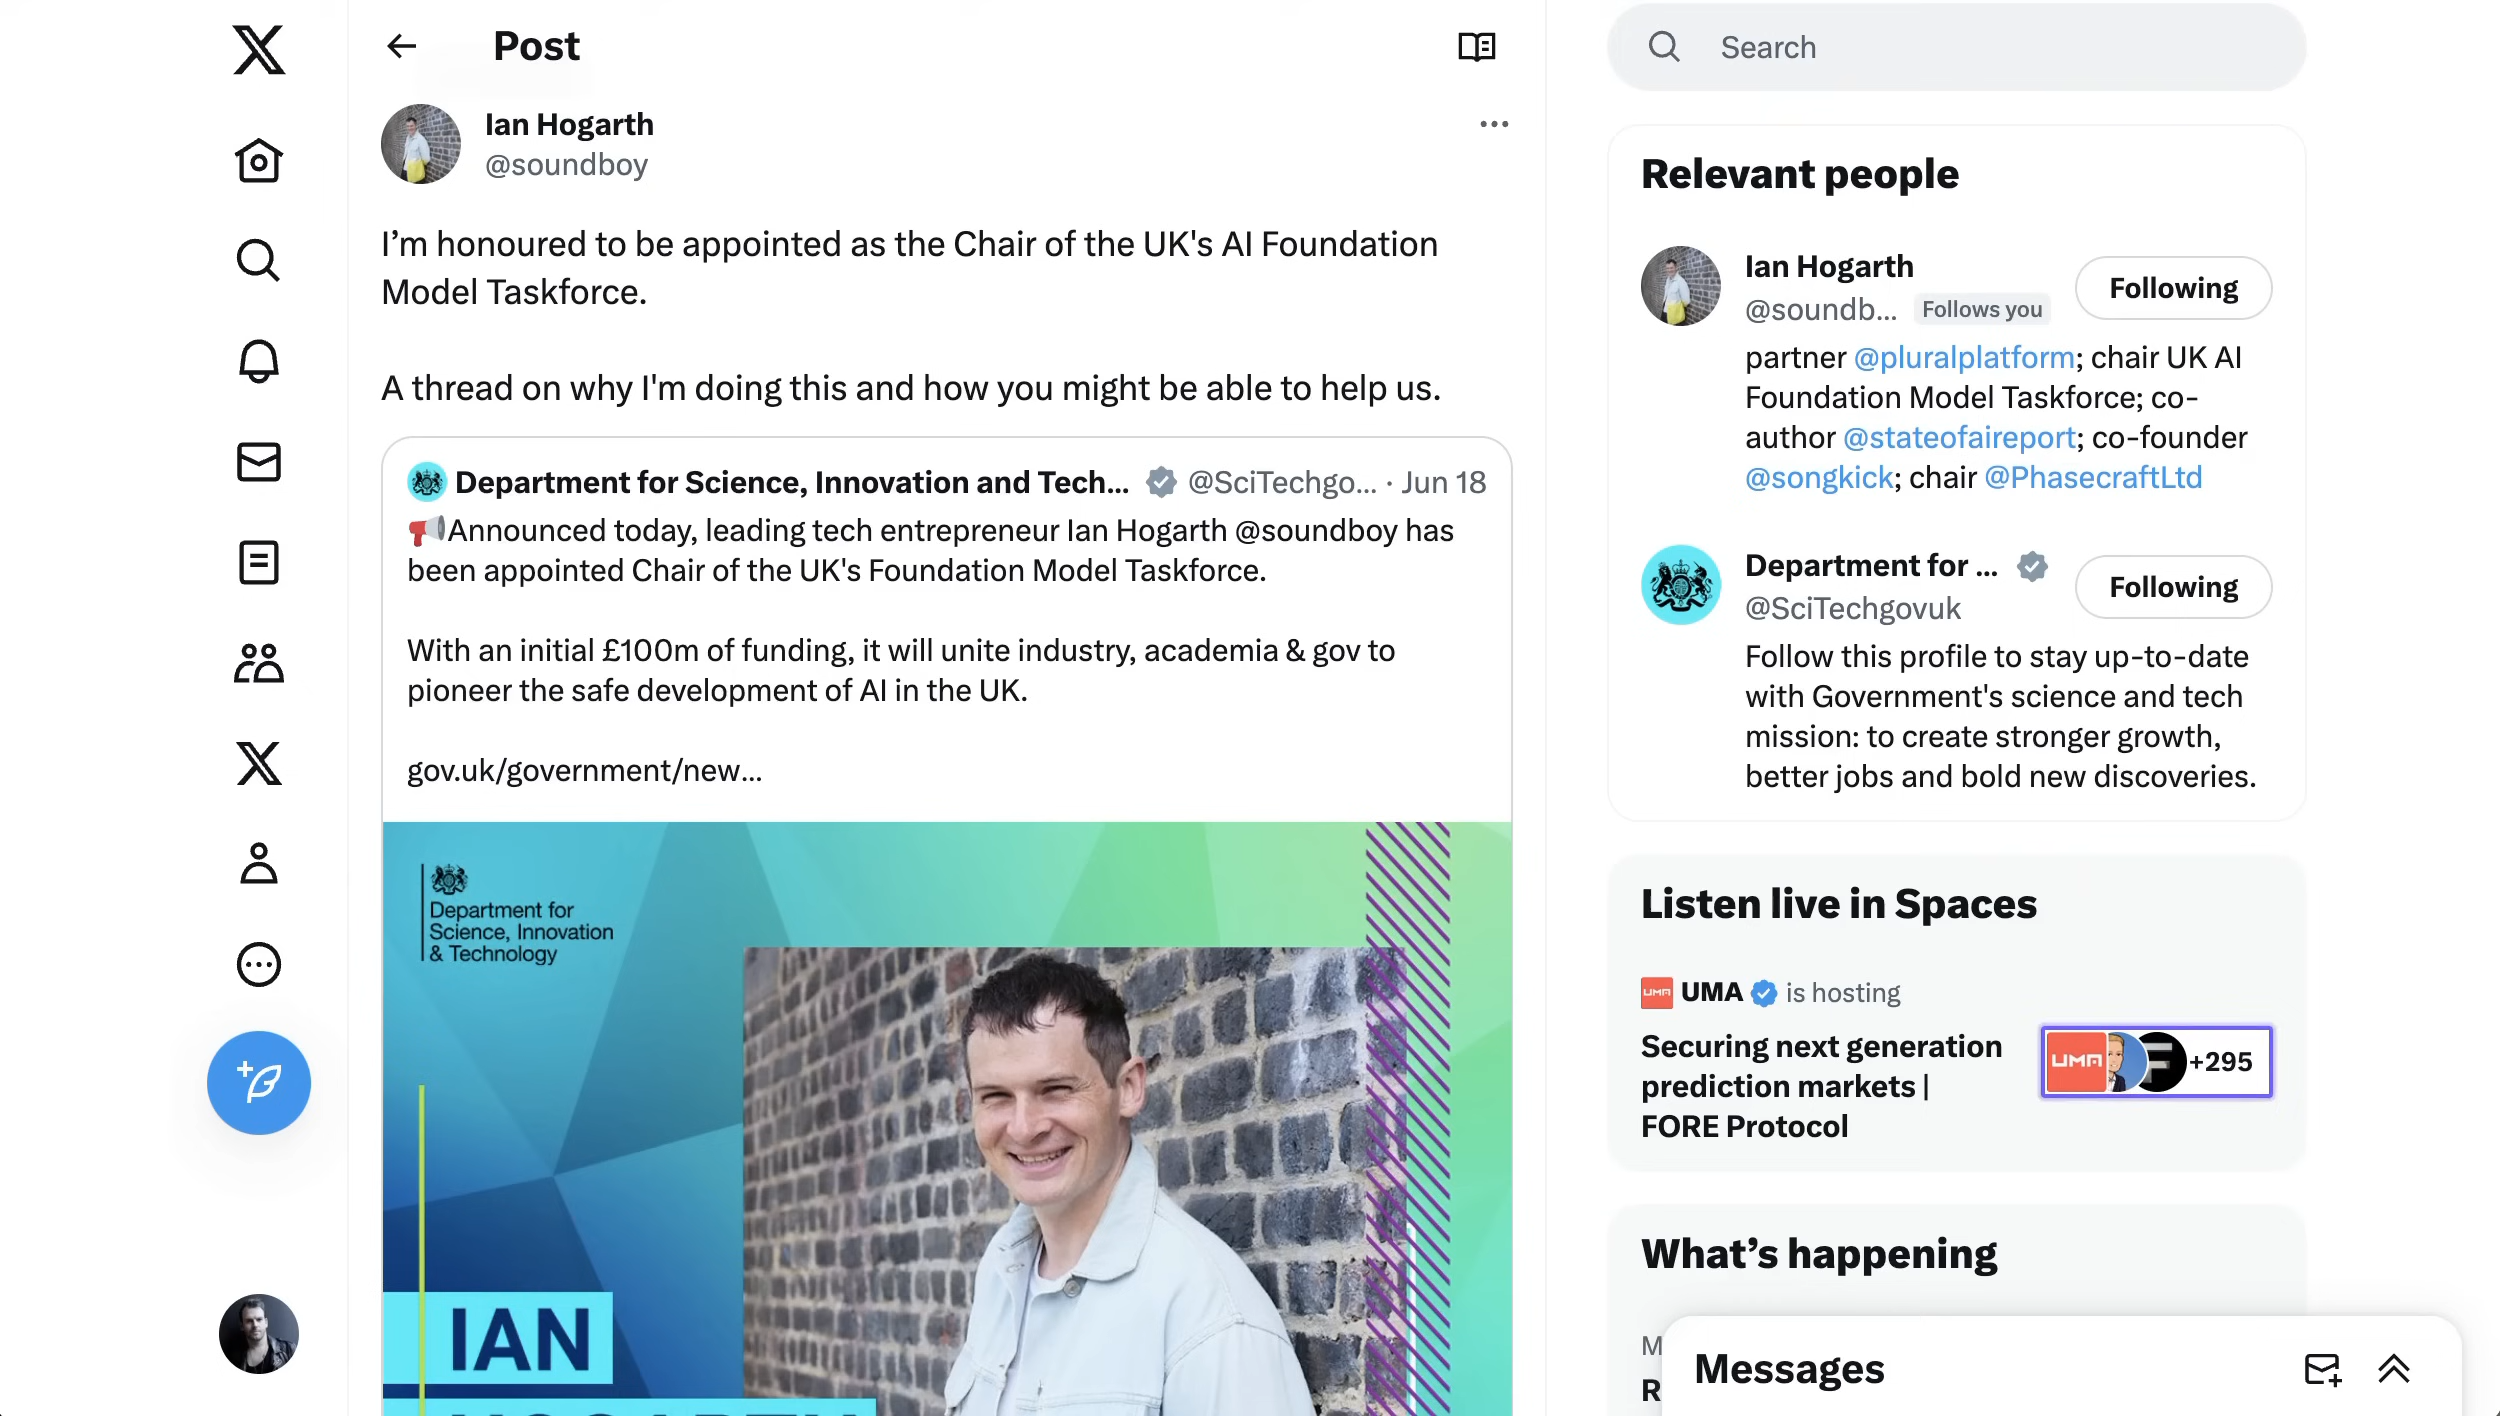 Post
Ian Hogarth
@soundboy
I’m honoured to be appointed as the Chair of the UK's AI Foundation
Model Taskforce.
A thread on why I'm doing this and how you might be able to help us.
Department for Science, Innovation and Tech... @SciTechgo... · Jun 18
Announced today, leading tech entrepreneur Ian Hogarth @soundboy has
been appointed Chair of the UK's Foundation Model Taskforce.
With an initial £100m of funding, it will unite industry, academia & gov to
pioneer the safe development of AI in the UK.
gov.uk/government/new...
Department for
Science, Innovation
& Technology
IAN
Search
Relevant people
Ian Hogarth
@soundb... Follows you
Following
partner @pluralplatform; chair UK AI
Foundation Model Taskforce; co-
author @stateofaireport; co-founder
@songkick; chair @PhasecraftLtd
Department for ...
@SciTechgovuk
Following
Follow this profile to stay up-to-date
with Government's science and tech
mission: to create stronger growth,
better jobs and bold new discoveries.
Listen live in Spaces
UMA UMA is hosting
Securing next generation
prediction markets |
FORE Protocol
UMA F +295
What’s happening
Messages